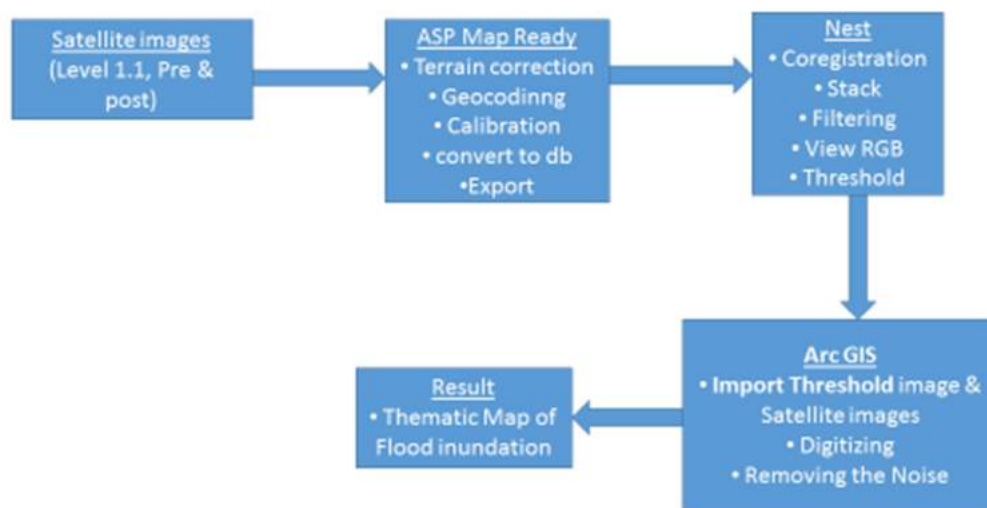 Satellite images
(Level 1.1, Pre &
post)
ASP Map Ready
• Terrain correction
• Geocodinng
• Calibration
• convert to db
•Export
Nest
• Coregistration
• Stack
• Filtering
• View RGB
• Threshold
Arc GIS
• Import Threshold image &
Satellite images
• Digitizing
• Removing the Noise
Result
• Thematic Map of
Flood inundation